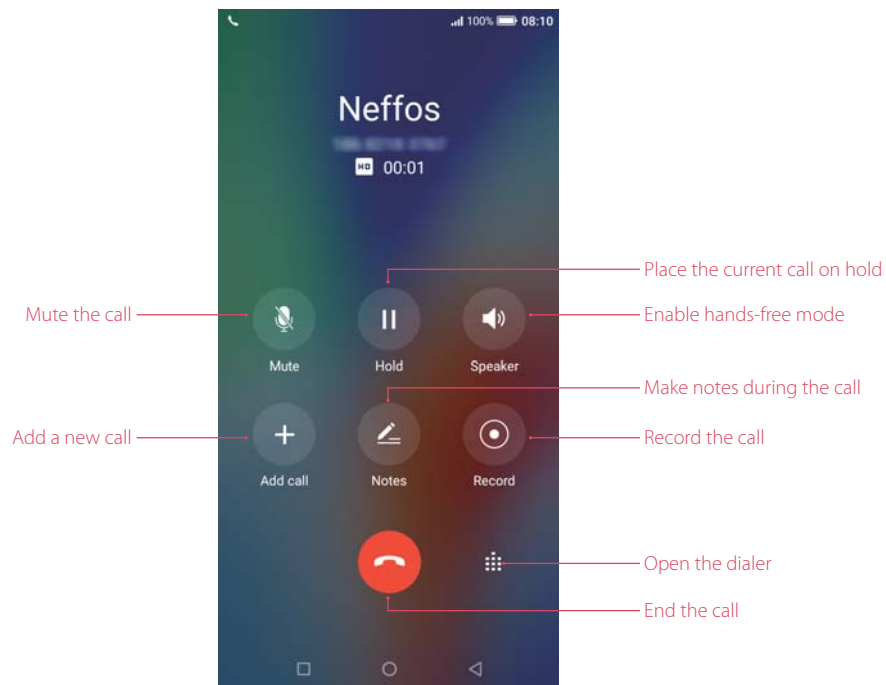 100% 08:10
Neffos
HD 00:01
Place the current call on hold
Mute the call
Enable hands-free mode
Mute Hold Speaker
Make notes during the call
Add a new call
Record the call
Add call Notes Record
Open the dialer
End the call